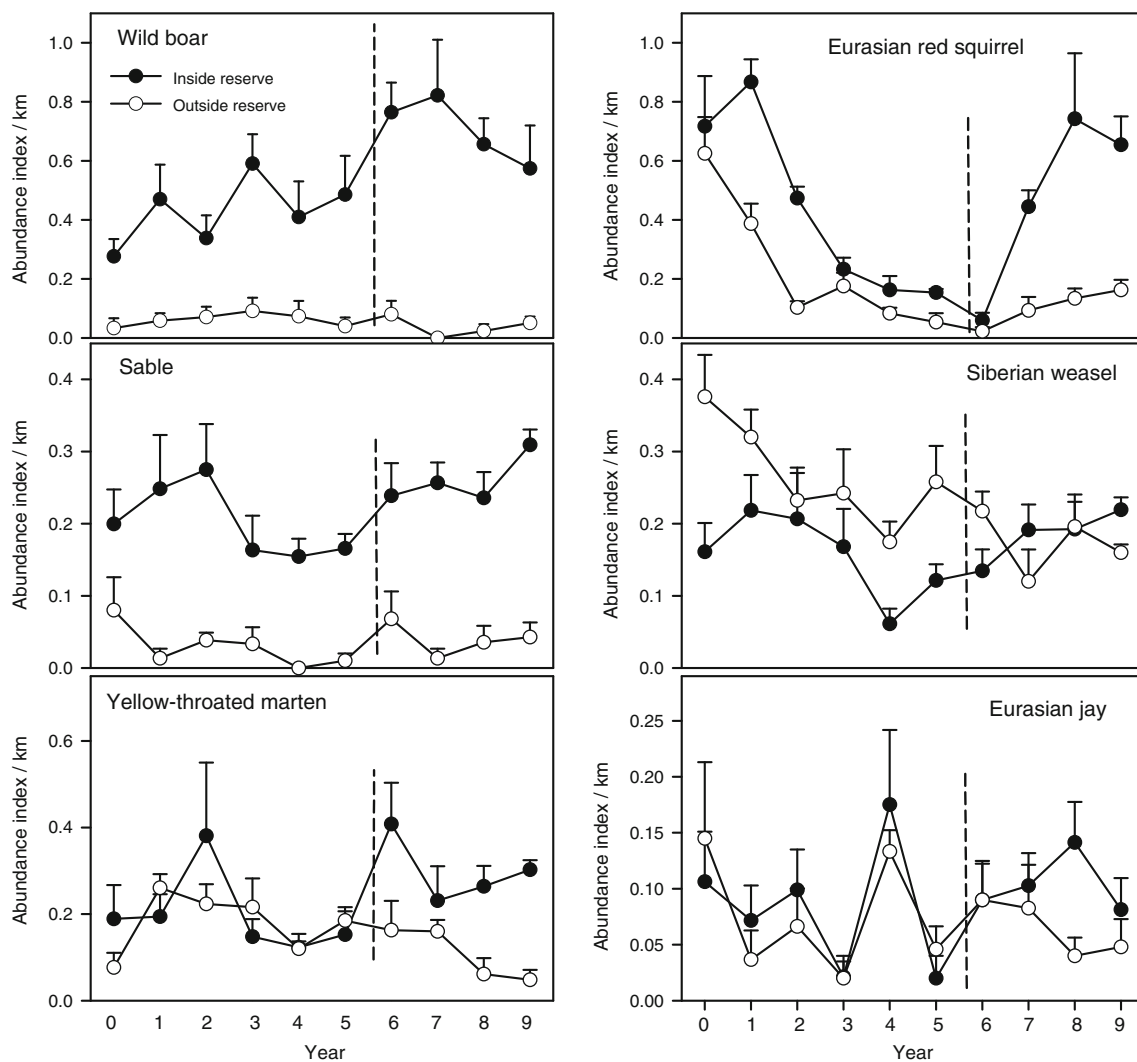 Wild boar
Inside reserve
Outside reserve
Abundance index / km
1.0
0.8
0.6
0.4
0.2
0.0
Eurasian red squirrel
Abundance index / km
1.0
0.8
0.6
0.4
0.2
0.0
Sable
Abundance index / km
0.4
0.3
0.2
0.1
0.0
Siberian weasel
Abundance index / km
0.4
0.3
0.2
0.1
0.0
Yellow-throated marten
Abundance index / km
0.6
0.4
0.2
0.0
0 1 2 3 4 5 6 7 8 9
Year
Eurasian jay
Abundance index / km
0.25
0.20
0.15
0.10
0.05
0.00
0 1 2 3 4 5 6 7 8 9
Year